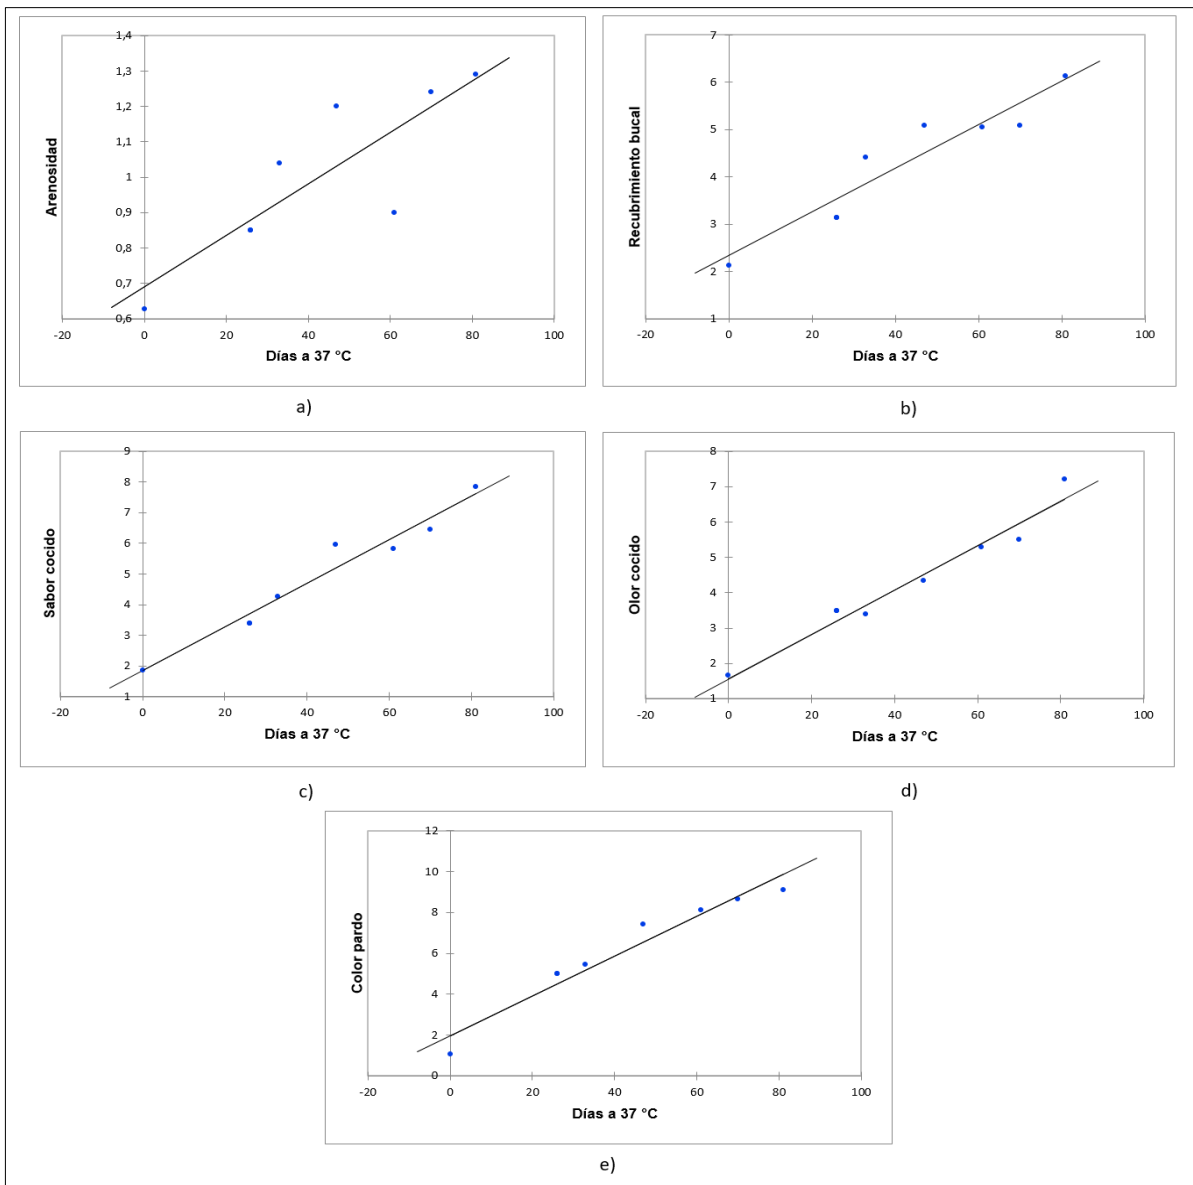 1,4
1,3
1,2
1,1
1
0,9
0,8
0,7
0,6
Arenosidad
-20 0 20 40 60 80 100
Días a 37 °C
a)
7
6
5
4
3
2
1
Recubrimiento bucal
-20 0 20 40 60 80 100
Días a 37 °C
b)
9
8
7
6
5
4
3
2
1
Sabor cocido
-20 0 20 40 60 80 100
Días a 37 °C
c)
8
7
6
5
4
3
2
1
Olor cocido
-20 0 20 40 60 80 100
Días a 37 °C
d)
12
10
8
6
4
2
0
Color pardo
-20 0 20 40 60 80 100
Días a 37 °C
e)